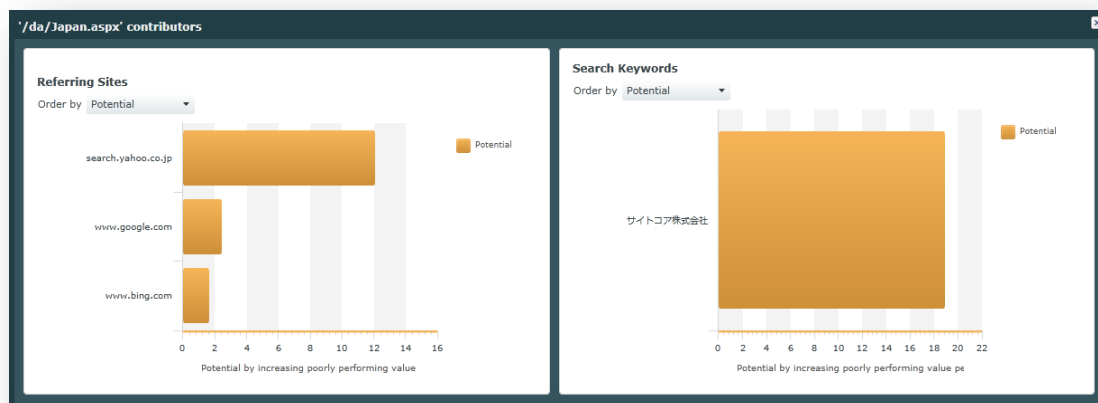 '/da/Japan.aspx' contributors
Referring Sites
Order by Potential
search.yahoo.co.jp
www.google.com
www.bing.com
0 2 4 6 8 10 12 14 16
Potential by increasing poorly performing value
Potential
Search Keywords
Order by Potential
サイトコア株式会社
0 2 4 6 8 10 12 14 16 18 20 22
Potential by increasing poorly performing value pe
Potential